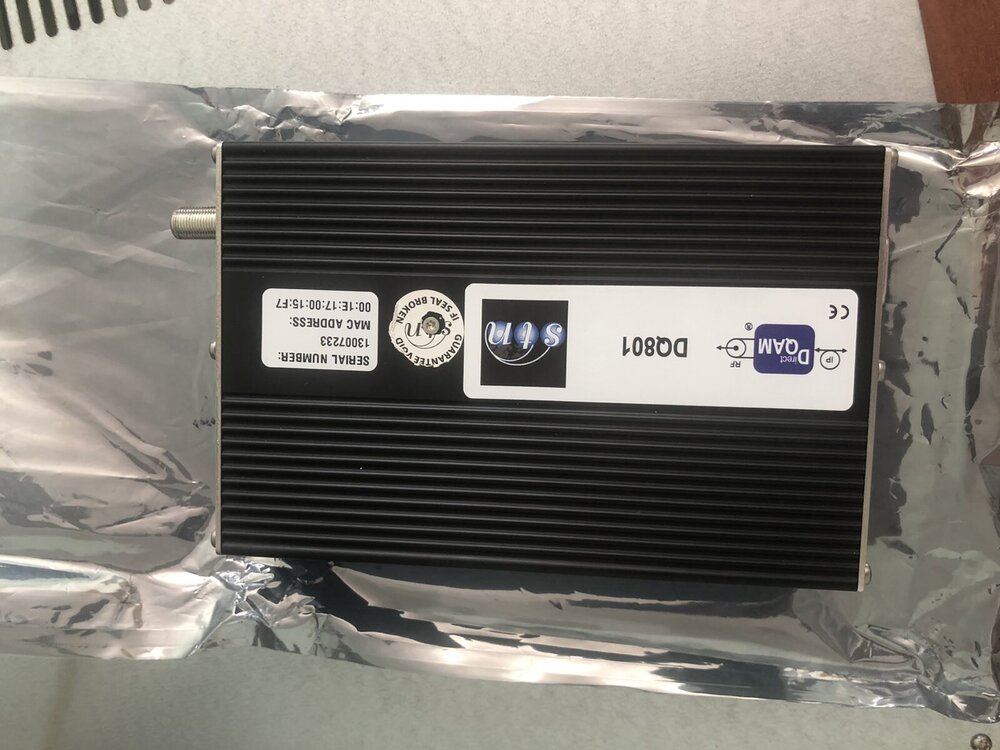 CE
IP
Direct
QAM
®
RF
DQ801
stn
GUARANTEE VOID
stn
IF SEAL BROKEN
SERIAL NUMBER:
13007233
MAC ADDRESS:
00:1E:17:00:15:F7